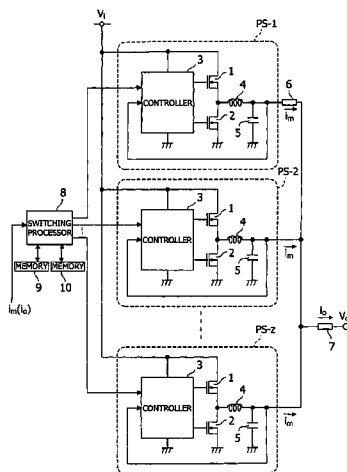 Vi
PS-1
3
1
CONTROLLER
4
6
im
2
5
PS-2
8
3
1
SWITCHING
PROCESSOR
CONTROLLER
4
im
2
5
MEMORY
MEMORY
im(io)
9
10
io
Vo
7
PS-z
3
1
CONTROLLER
4
im
2
5